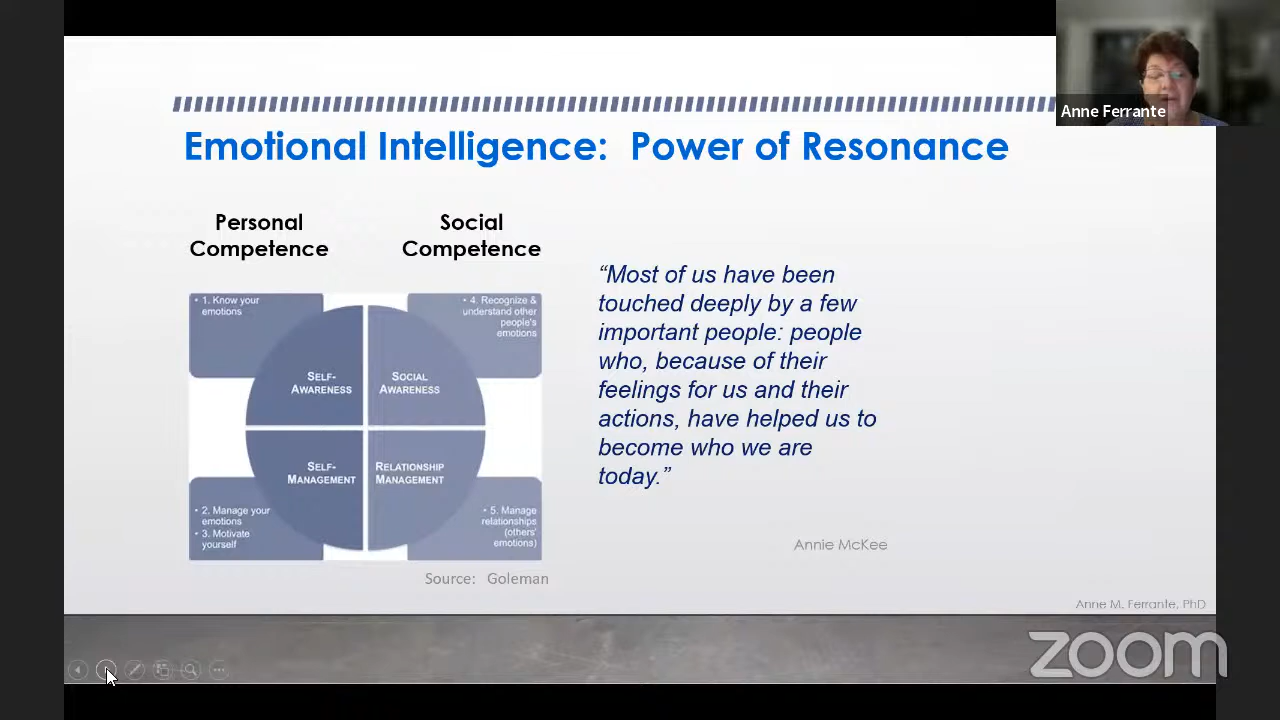 Anne Ferrante
Emotional Intelligence: Power of Resonance
Personal
Competence
Social
Competence
• 1. Know your
emotions
• 4. Recognize &
understand other
people's
emotions
SELF-
AWARENESS
SOCIAL
AWARENESS
SELF-
MANAGEMENT
RELATIONSHIP
MANAGEMENT
• 2. Manage your
emotions
• 3. Motivate
yourself
• 5. Manage
relationships
(others'
emotions)
Source: Goleman
“Most of us have been
touched deeply by a few
important people: people
who, because of their
feelings for us and their
actions, have helped us to
become who we are
today.”
Annie McKee
Anne M. Ferrante, PhD
zoom